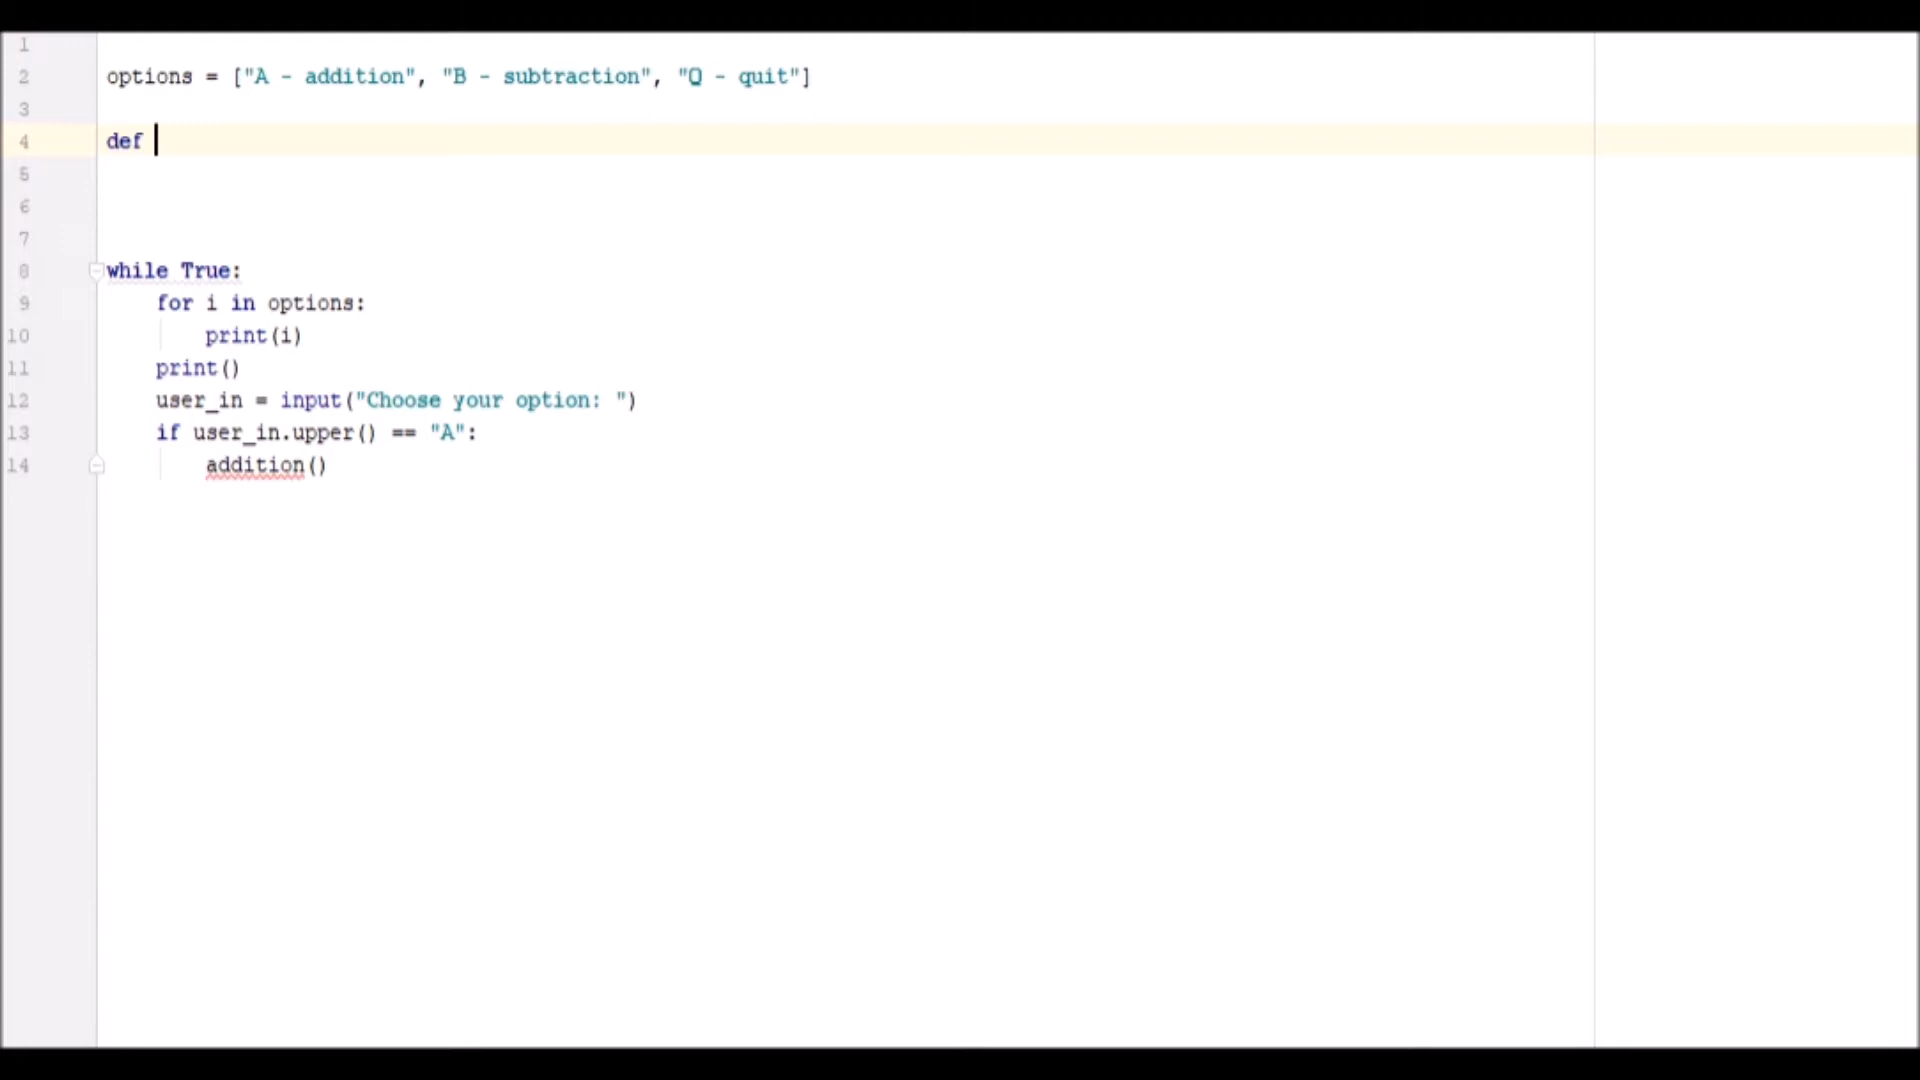 1
2 options = ["A - addition", "B - subtraction", "Q - quit"]
3
4 def
5
6
7
8 while True:
9     for i in options:
10         print(i)
11     print()
12     user_in = input("Choose your option: ")
13     if user_in.upper() == "A":
14         addition()